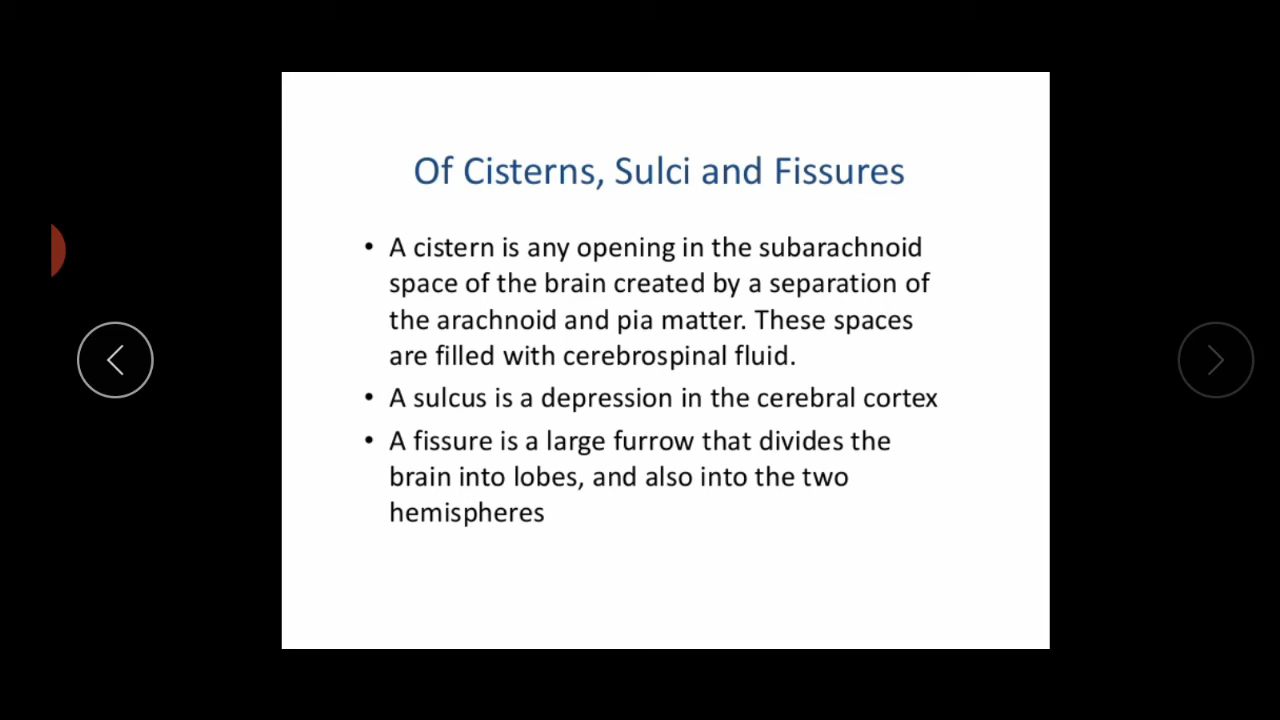 Of Cisterns, Sulci and Fissures
• A cistern is any opening in the subarachnoid
space of the brain created by a separation of
the arachnoid and pia matter. These spaces
are filled with cerebrospinal fluid.
• A sulcus is a depression in the cerebral cortex
• A fissure is a large furrow that divides the
brain into lobes, and also into the two
hemispheres